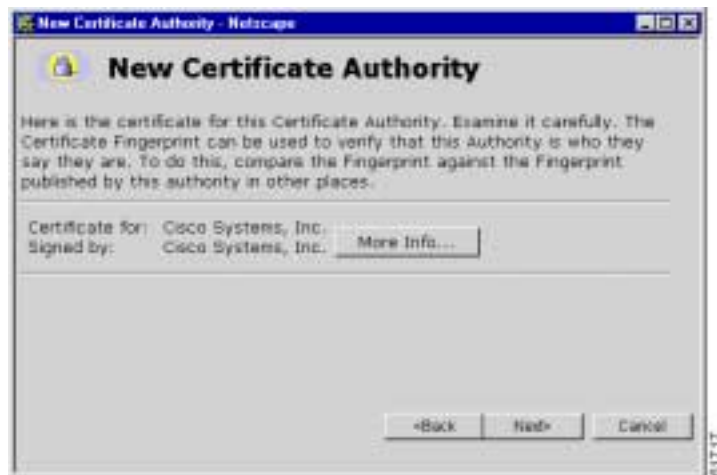 New Certificate Authority - Netscape
New Certificate Authority
Here is the certificate for this Certificate Authority. Examine it carefully. The
Certificate Fingerprint can be used to verify that this Authority is who they
say they are. To do this, compare the Fingerprint against the Fingerprint
published by this authority in other places.
Certificate for: Cisco Systems, Inc.
Signed by: Cisco Systems, Inc.
More Info...
<Back
Next>
Cancel